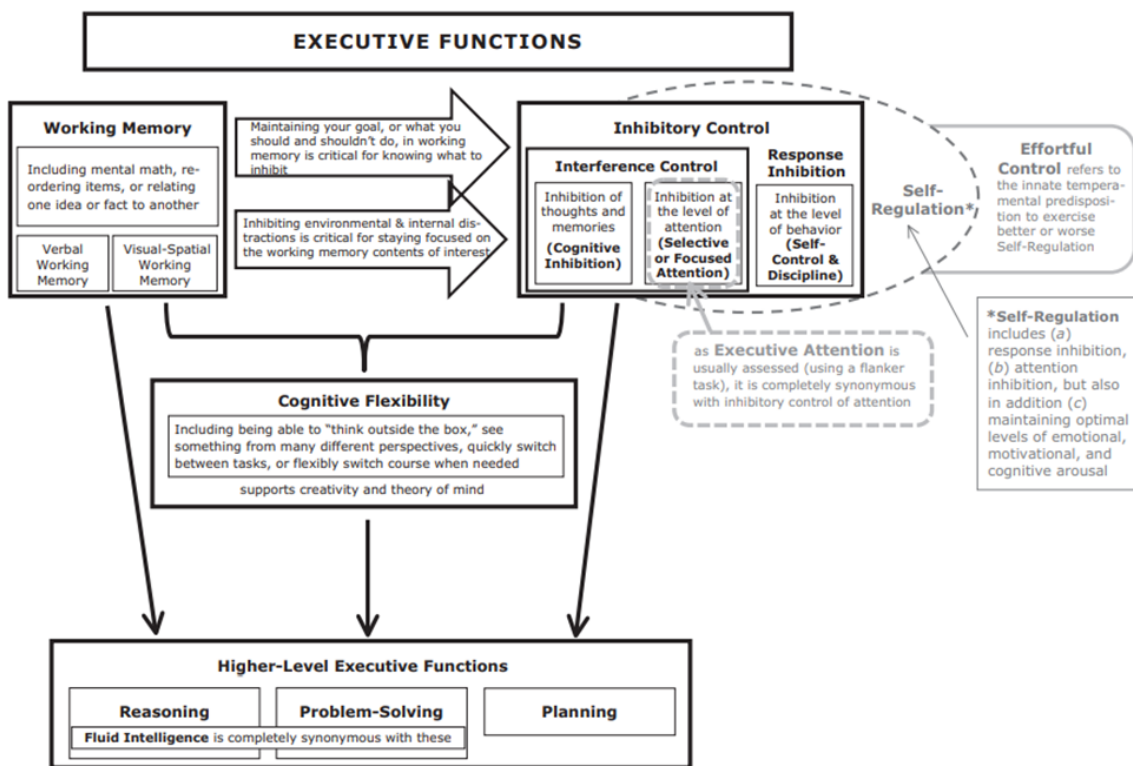 EXECUTIVE FUNCTIONS
Working Memory
Including mental math, re-
ordering items, or relating
one idea or fact to another
Verbal
Working
Memory
Visual-Spatial
Working
Memory
Maintaining your goal, or what you
should and shouldn't do, in working
memory is critical for knowing what to
inhibit
Inhibiting environmental & internal dis-
tractions is critical for staying focused on
the working memory contents of interest
Inhibitory Control
Interference Control
Inhibition of
thoughts and
memories
(Cognitive
Inhibition)
Inhibition at
the level of
attention
(Selective
or Focused
Attention)
Response
Inhibition
Inhibition
at the level
of behavior
(Self-
Control &
Discipline)
Self-
Regulation*
Effortful
Control refers to
the innate tempera-
mental predisposi-
tion to exercise
better or worse
Self-Regulation
*Self-Regulation
includes (a)
response inhibition,
(b) attention
inhibition, but also
in addition (c)
maintaining optimal
levels of emotional,
motivational, and
cognitive arousal
as Executive Attention is
usually assessed (using a flanker
task), it is completely synonymous
with inhibitory control of attention
Cognitive Flexibility
Including being able to "think outside the box," see
something from many different perspectives, quickly switch
between tasks, or flexibly switch course when needed
supports creativity and theory of mind
Higher-Level Executive Functions
Reasoning
Problem-Solving
Planning
Fluid Intelligence is completely synonymous with these